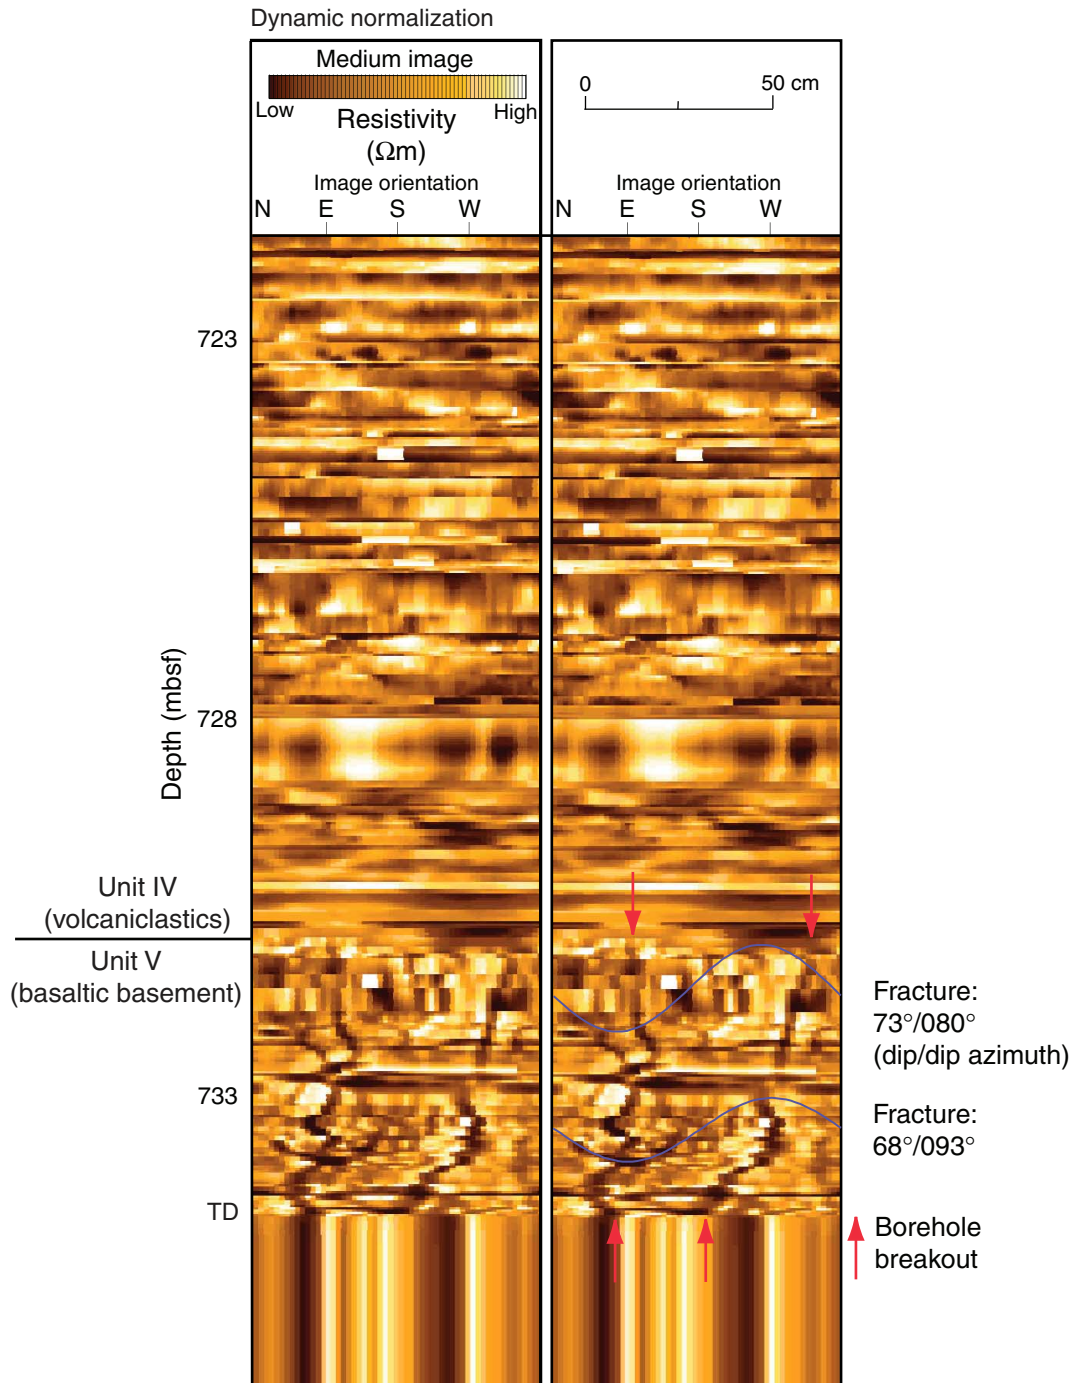 Dynamic normalization
Medium image
Low
High
Resistivity
(Ωm)
Image orientation
N E S W
0 50 cm
Image orientation
N E S W
723
728
733
TD
Depth (mbsf)
Unit IV
(volcaniclastics)
Unit V
(basaltic basement)
Fracture:
73°/080°
(dip/dip azimuth)
Fracture:
68°/093°
Borehole
breakout